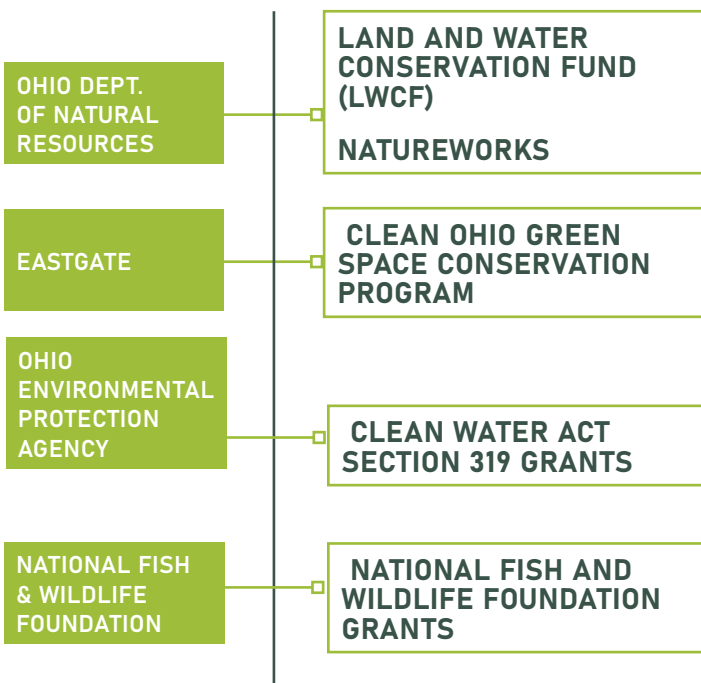 OHIO DEPT.
OF NATURAL
RESOURCES
LAND AND WATER
CONSERVATION FUND
(LWCF)
NATUREWORKS
EASTGATE
CLEAN OHIO GREEN
SPACE CONSERVATION
PROGRAM
OHIO
ENVIRONMENTAL
PROTECTION
AGENCY
CLEAN WATER ACT
SECTION 319 GRANTS
NATIONAL FISH
& WILDLIFE
FOUNDATION
NATIONAL FISH AND
WILDLIFE FOUNDATION
GRANTS